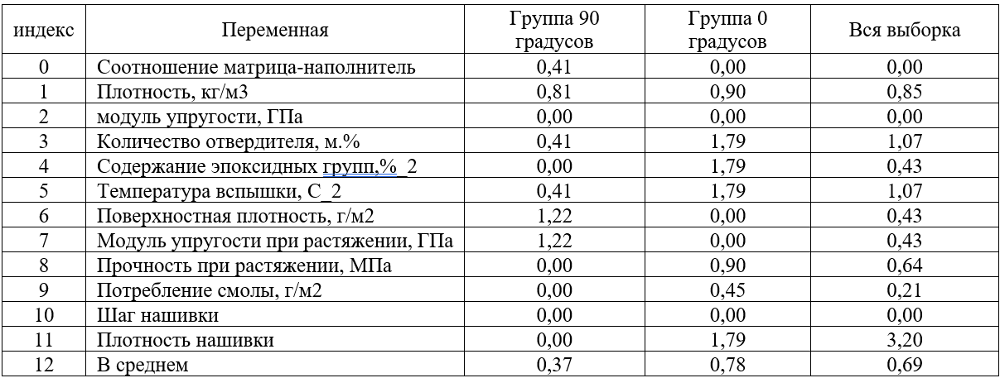 индекс Переменная Группа 90 градусов Группа 0 градусов Вся выборка
0 Соотношение матрица-наполнитель 0,41 0,00 0,00
1 Плотность, кг/м3 0,81 0,90 0,85
2 модуль упругости, ГПа 0,00 0,00 0,00
3 Количество отвердителя, м.% 0,41 1,79 1,07
4 Содержание эпоксидных групп,%_2 0,00 1,79 0,43
5 Температура вспышки, С_2 0,41 1,79 1,07
6 Поверхностная плотность, г/м2 1,22 0,00 0,43
7 Модуль упругости при растяжении, ГПа 1,22 0,00 0,43
8 Прочность при растяжении, МПа 0,00 0,90 0,64
9 Потребление смолы, г/м2 0,00 0,45 0,21
10 Шаг нашивки 0,00 0,00 0,00
11 Плотность нашивки 0,00 1,79 3,20
12 В среднем 0,37 0,78 0,69